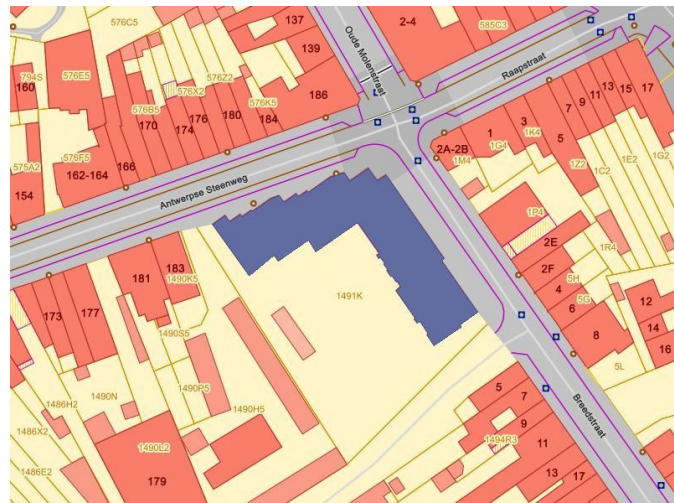 576C5
137
2-4
585C3
139
Oude Molenstraat
794S
576E5
576Z2
160
576X2
186
Raapstraat
576B5
576K5
170
176
180
184
174
7
9
11
13
15
17
1
3
5
1K4
1G4
2A-2B
1M4
575A2
576F5
166
162-164
154
1Z2
1E2
1G2
1C2
Antwerpse Steenweg
1P4
2E
1R4
181
183
1490K5
2F
5H
4
5G
6
1491K
173
177
12
14
16
8
5L
1490S5
1490N
1490P5
1486H2
1490H5
5
7
9
Breedstraat
1486X2
1494R3
11
1490L2
1486E2
179
13
17